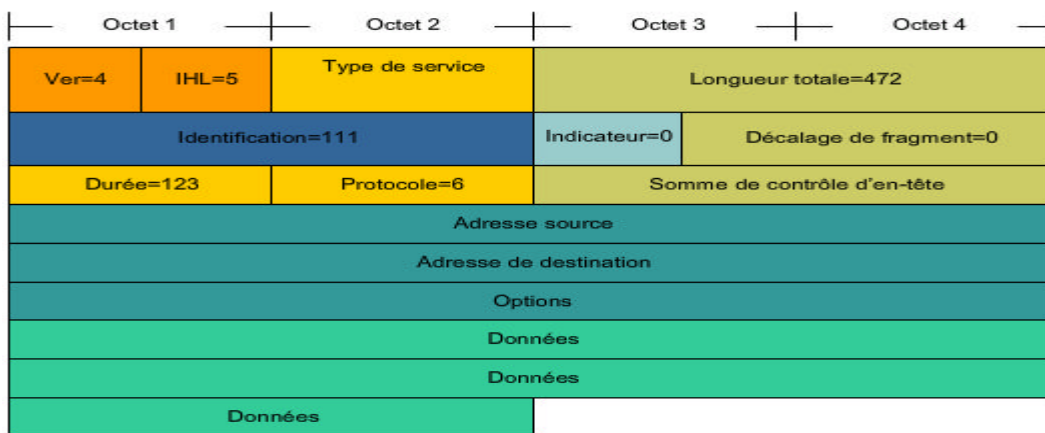 Octet 1 Octet 2 Octet 3 Octet 4
Ver=4 IHL=5 Type de service Longueur totale=472
Identification=111 Indicateur=0 Décalage de fragment=0
Durée=123 Protocole=6 Somme de contrôle d'en-tête
Adresse source
Adresse de destination
Options
Données
Données
Données